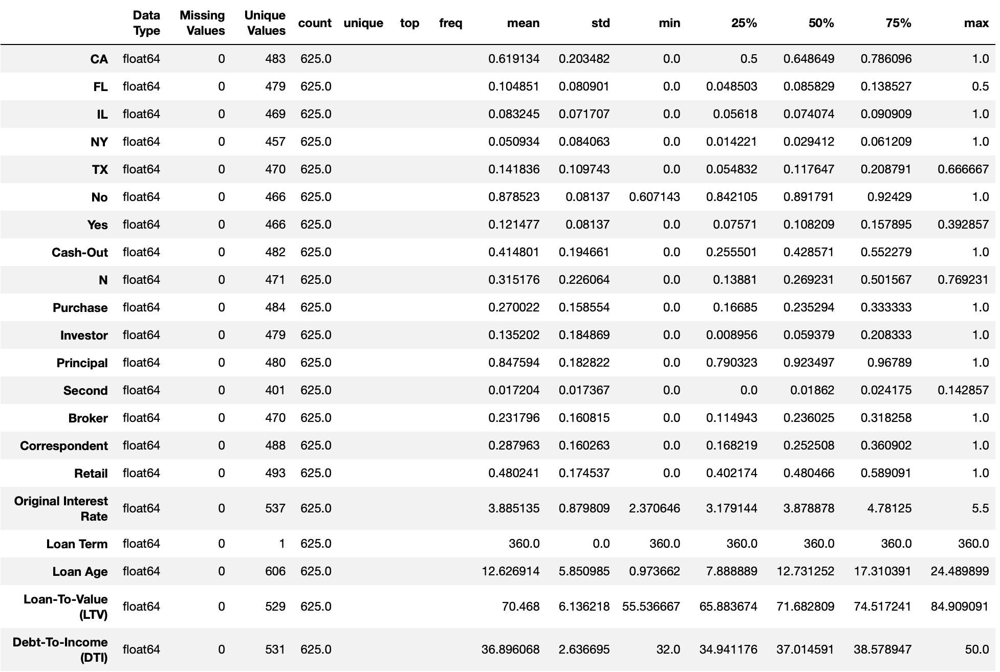 Data Type Missing Values Unique Values count unique top freq mean std min 25% 50% 75% max
CA float64 0 483 625.0 0.619134 0.203482 0.0 0.5 0.648649 0.786096 1.0
FL float64 0 479 625.0 0.104851 0.080901 0.0 0.048503 0.085829 0.138527 0.5
IL float64 0 469 625.0 0.083245 0.071707 0.0 0.05618 0.074074 0.090909 1.0
NY float64 0 457 625.0 0.050934 0.084063 0.0 0.014221 0.029412 0.061209 1.0
TX float64 0 470 625.0 0.141836 0.109743 0.0 0.054832 0.117647 0.208791 0.666667
No float64 0 466 625.0 0.878523 0.08137 0.607143 0.842105 0.891791 0.92429 1.0
Yes float64 0 466 625.0 0.121477 0.08137 0.0 0.07571 0.108209 0.157895 0.392857
Cash-Out float64 0 482 625.0 0.414801 0.194661 0.0 0.255501 0.428571 0.552279 1.0
N float64 0 471 625.0 0.315176 0.226064 0.0 0.13881 0.269231 0.501567 0.769231
Purchase float64 0 484 625.0 0.270022 0.158554 0.0 0.16685 0.235294 0.333333 1.0
Investor float64 0 479 625.0 0.135202 0.184869 0.0 0.008956 0.059379 0.208333 1.0
Principal float64 0 480 625.0 0.847594 0.182822 0.0 0.790323 0.923497 0.96789 1.0
Second float64 0 401 625.0 0.017204 0.017367 0.0 0.0 0.01862 0.024175 0.142857
Broker float64 0 470 625.0 0.231796 0.160815 0.0 0.114943 0.236025 0.318258 1.0
Correspondent float64 0 488 625.0 0.287963 0.160263 0.0 0.168219 0.252508 0.360902 1.0
Retail float64 0 493 625.0 0.480241 0.174537 0.0 0.402174 0.480466 0.589091 1.0
Original Interest Rate float64 0 537 625.0 3.885135 0.879809 2.370646 3.179144 3.878878 4.78125 5.5
Loan Term float64 0 1 625.0 360.0 0.0 360.0 360.0 360.0 360.0 360.0
Loan Age float64 0 606 625.0 12.626914 5.850985 0.973662 7.888889 12.731252 17.310391 24.489899
Loan-To-Value (LTV) float64 0 529 625.0 70.468 6.136218 55.536667 65.883674 71.682809 74.517241 84.909091
Debt-To-Income (DTI) float64 0 531 625.0 36.896068 2.636695 32.0 34.941176 37.014591 38.578947 50.0